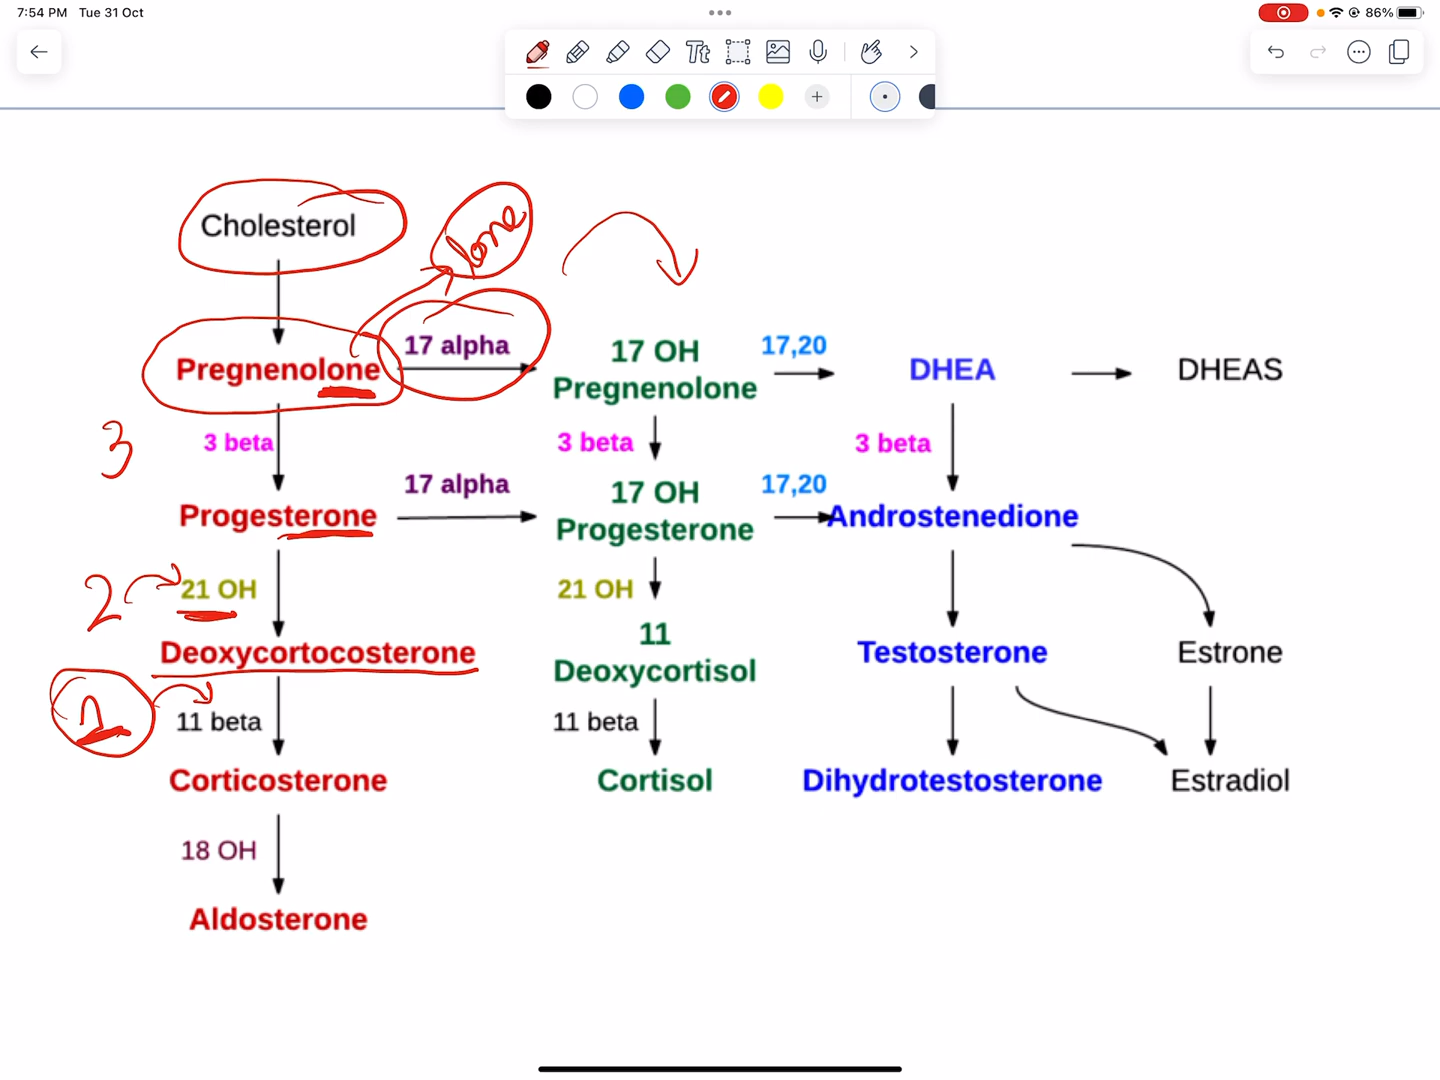 7:54 PM Tue 31 Oct
86%
Tt
Cholesterol
lone
17 alpha
17 OH
Pregnenolone
17,20
DHEA
DHEAS
Pregnenolone
3
3 beta
3 beta
3 beta
17 alpha
17 OH
Progesterone
17,20
Androstenedione
Progesterone
2
21 OH
21 OH
Deoxycortocosterone
11
Deoxycortisol
Testosterone
Estrone
1
11 beta
11 beta
Corticosterone
Cortisol
Dihydrotestosterone
Estradiol
18 OH
Aldosterone